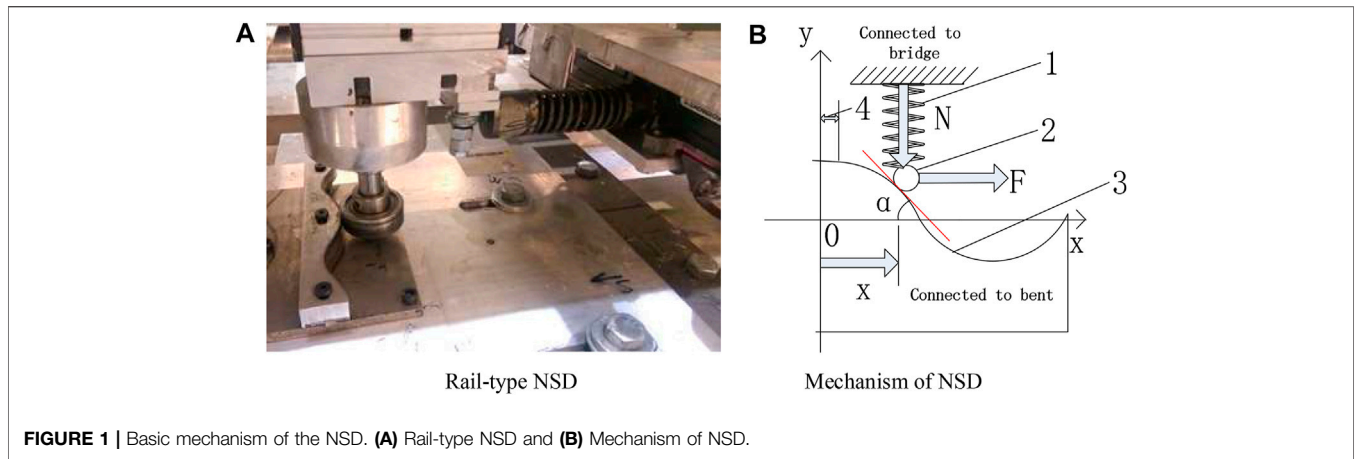 A
B
y
Connected to
bridge
1
4
N
2
F
3
α
0
x
x
Connected to bent
Rail-type NSD
Mechanism of NSD
FIGURE 1 | Basic mechanism of the NSD. (A) Rail-type NSD and (B) Mechanism of NSD.